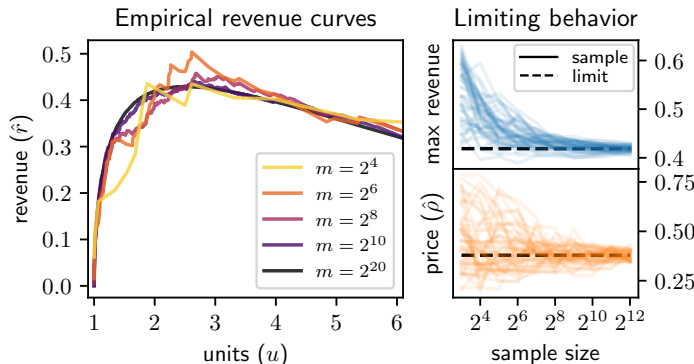 Empirical revenue curves
revenue (r̂)
0.5
0.4
0.3
0.2
0.1
0.0
m = 2^4
m = 2^6
m = 2^8
m = 2^10
m = 2^20
1 2 3 4 5 6
units (u)
Limiting behavior
max revenue
sample
limit
0.6
0.5
0.4
price (ρ̂)
0.75
0.50
0.25
2^4 2^6 2^8 2^10 2^12
sample size